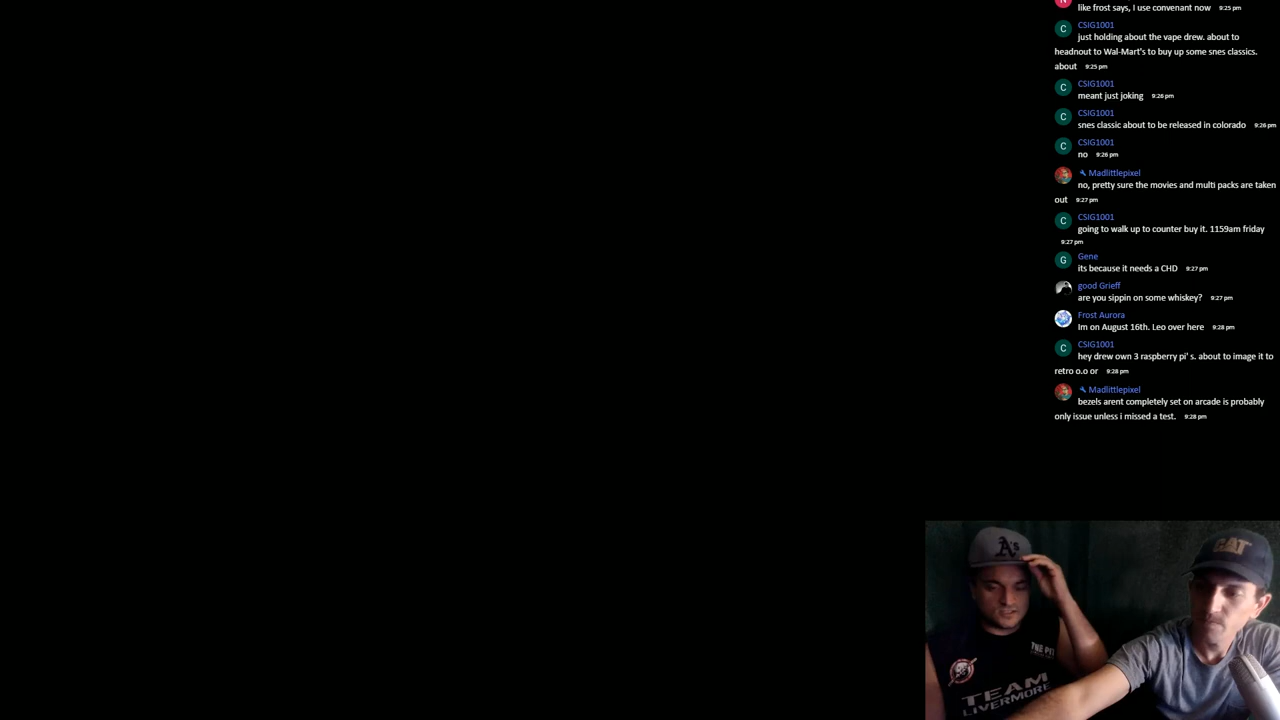 N
like frost says, I use convenant now 9:25 pm
C
CSIG1001
just holding about the vape drew. about to
headnout to Wal-Mart's to buy up some snes classics.
about 9:25 pm
C
CSIG1001
meant just joking 9:26 pm
C
CSIG1001
snes classic about to be released in colorado 9:26 pm
C
CSIG1001
no 9:26 pm
Madlittlepixel
no, pretty sure the movies and multi packs are taken
out 9:27 pm
C
CSIG1001
going to walk up to counter buy it. 1159am friday
9:27 pm
G
Gene
its because it needs a CHD 9:27 pm
good Grieff
are you sippin on some whiskey? 9:27 pm
Frost Aurora
Im on August 16th. Leo over here 9:28 pm
C
CSIG1001
hey drew own 3 raspberry pi' s. about to image it to
retro o.o or 9:28 pm
Madlittlepixel
bezels arent completely set on arcade is probably
only issue unless i missed a test. 9:28 pm
A's
CAT
THE PIT
TEAM
LIVERMORE